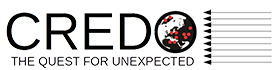 CREDO
THE QUEST FOR UNEXPECTED